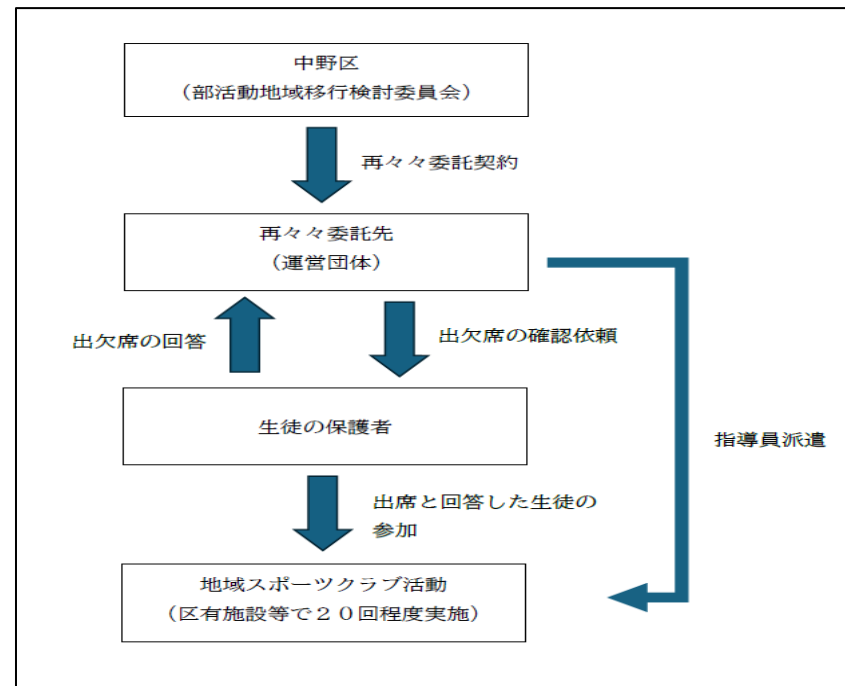 中野区
(部活動地域移行検討委員会)
再々々委託契約
再々々委託先
(運営団体)
出欠席の回答
出欠席の確認依頼
生徒の保護者
指導員派遣
出席と回答した生徒の
参加
地域スポーツクラブ活動
(区有施設等で20回程度実施)